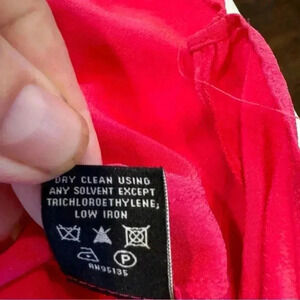 DRY CLEAN USING
ANY SOLVENT EXCEPT
TRICHLOROETHYLENE,
LOW IRON
P
RN95135